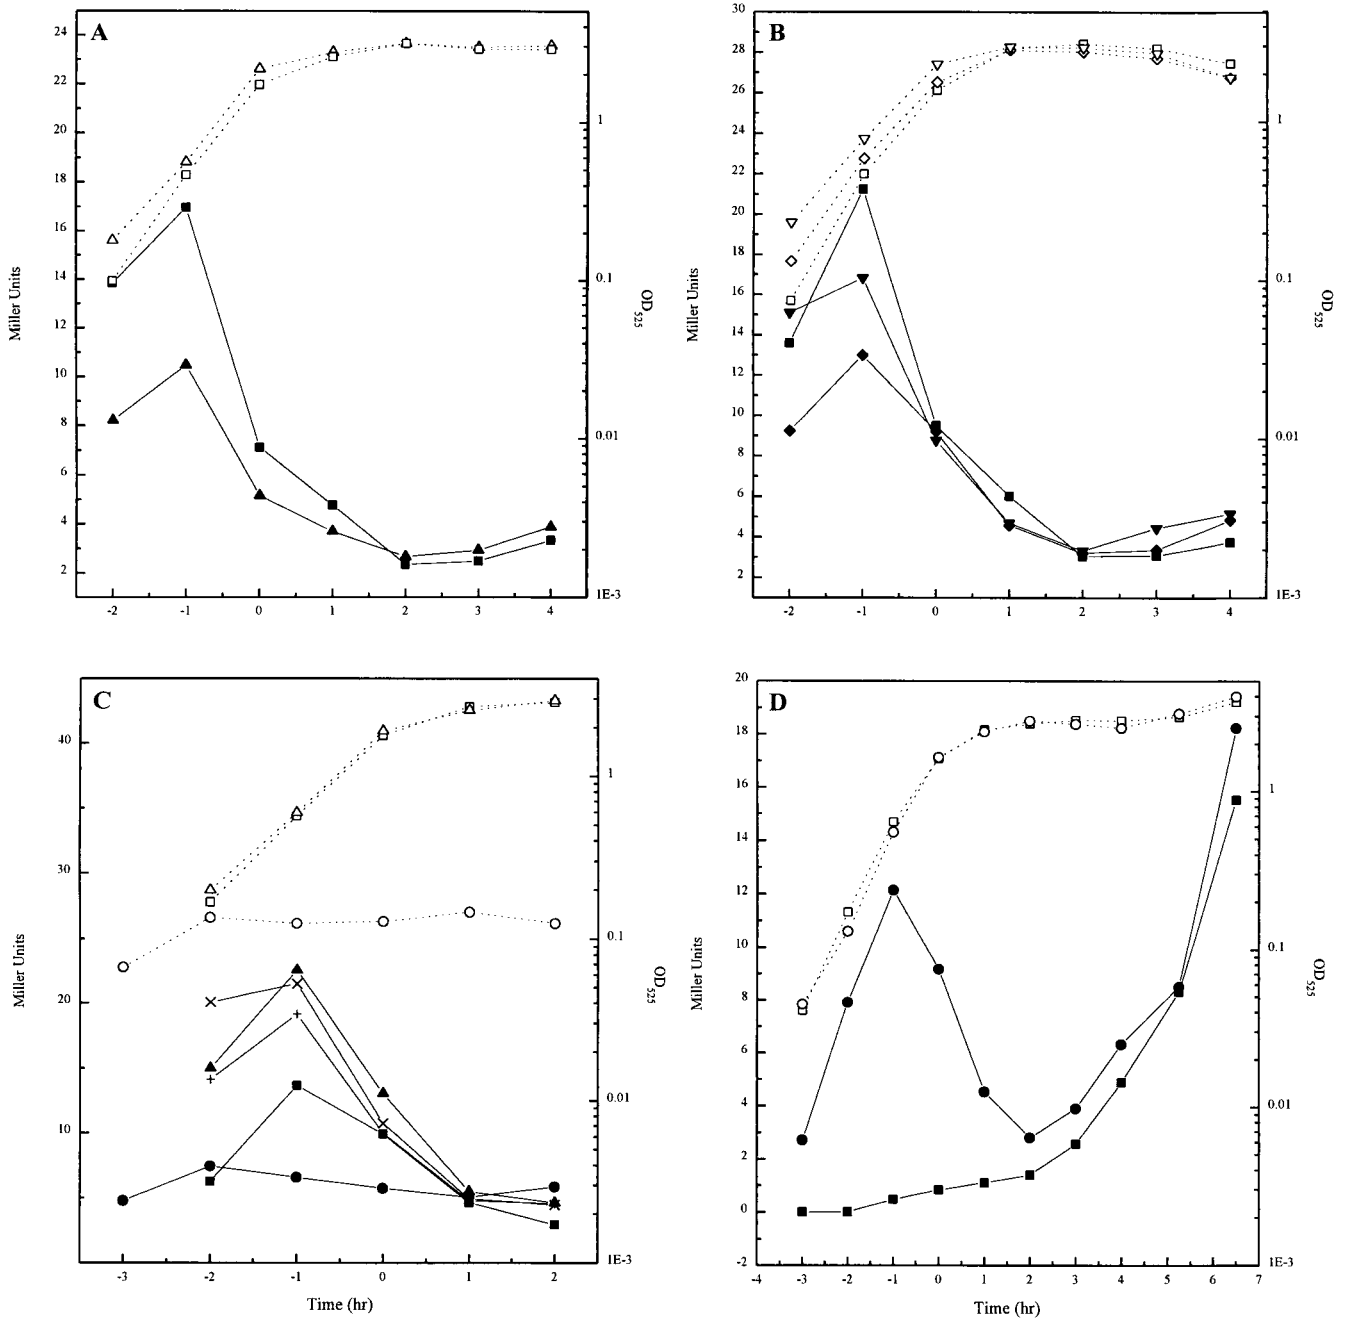 A
24
22
20
18
16
14
12
10
8
6
4
2
Miller Units
1
0.1
0.01
1E-3
OD525
-2 -1 0 1 2 3 4
B
30
28
26
24
22
20
18
16
14
12
10
8
6
4
2
Miller Units
1
0.1
0.01
1E-3
OD525
-2 -1 0 1 2 3 4
C
40
30
20
10
Miller Units
1
0.1
0.01
1E-3
OD525
-3 -2 -1 0 1 2
Time (hr)
D
20
18
16
14
12
10
8
6
4
2
0
-2
Miller Units
1
0.1
0.01
1E-3
OD525
-4 -3 -2 -1 0 1 2 3 4 5 6 7
Time (hr)